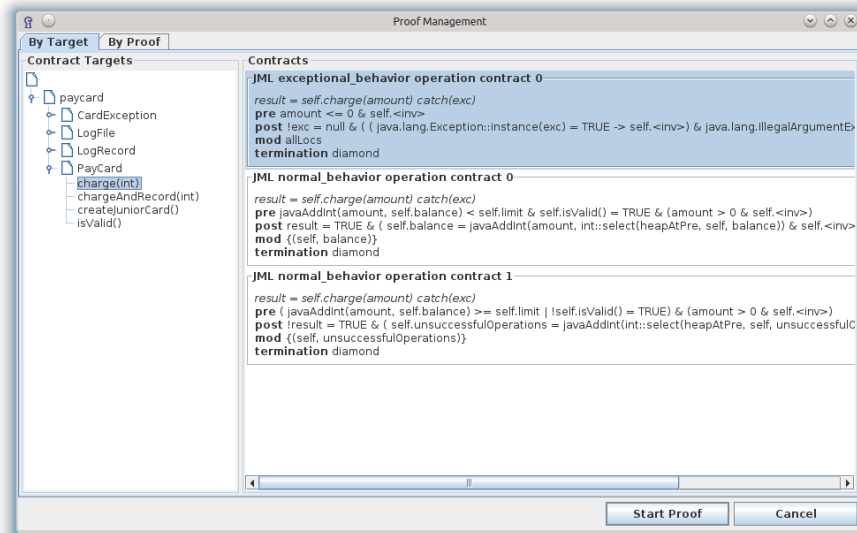 Proof Management
By Target
By Proof
Contract Targets
paycard
CardException
LogFile
LogRecord
PayCard
charge(int)
chargeAndRecord(int)
createJuniorCard()
isValid()
Contracts
JML exceptional_behavior operation contract 0
result = self.charge(amount) catch(exc)
pre amount <= 0 & self.<inv>
post !exc = null & ( ( java.lang.Exception::instance(exc) = TRUE -> self.<inv>) & java.lang.IllegalArgumentEx
mod allLocs
termination diamond
JML normal_behavior operation contract 0
result = self.charge(amount) catch(exc)
pre javaAddInt(amount, self.balance) < self.limit & self.isValid() = TRUE & (amount > 0 & self.<inv>)
post result = TRUE & ( self.balance = javaAddInt(amount, int::select(heapAtPre, self, balance)) & self.<inv>
mod {(self, balance)}
termination diamond
JML normal_behavior operation contract 1
result = self.charge(amount) catch(exc)
pre ( javaAddInt(amount, self.balance) >= self.limit | !self.isValid() = TRUE) & (amount > 0 & self.<inv>)
post !result = TRUE & ( self.unsuccessfulOperations = javaAddInt(int::select(heapAtPre, self, unsuccessfulO
mod {(self, unsuccessfulOperations)}
termination diamond
Start Proof
Cancel